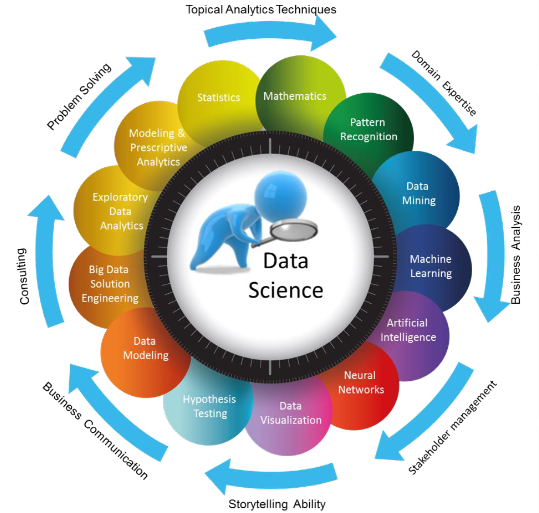 Topical Analytics Techniques
Domain Expertise
Business Analysis
Stakeholder management
Storytelling Ability
Business Communication
Consulting
Problem Solving
Statistics
Mathematics
Pattern
Recognition
Data
Mining
Machine
Learning
Artificial
Intelligence
Neural
Networks
Data
Visualization
Hypothesis
Testing
Data
Modeling
Big Data
Solution
Engineering
Exploratory
Data
Analytics
Modeling &
Prescriptive
Analytics
Data
Science